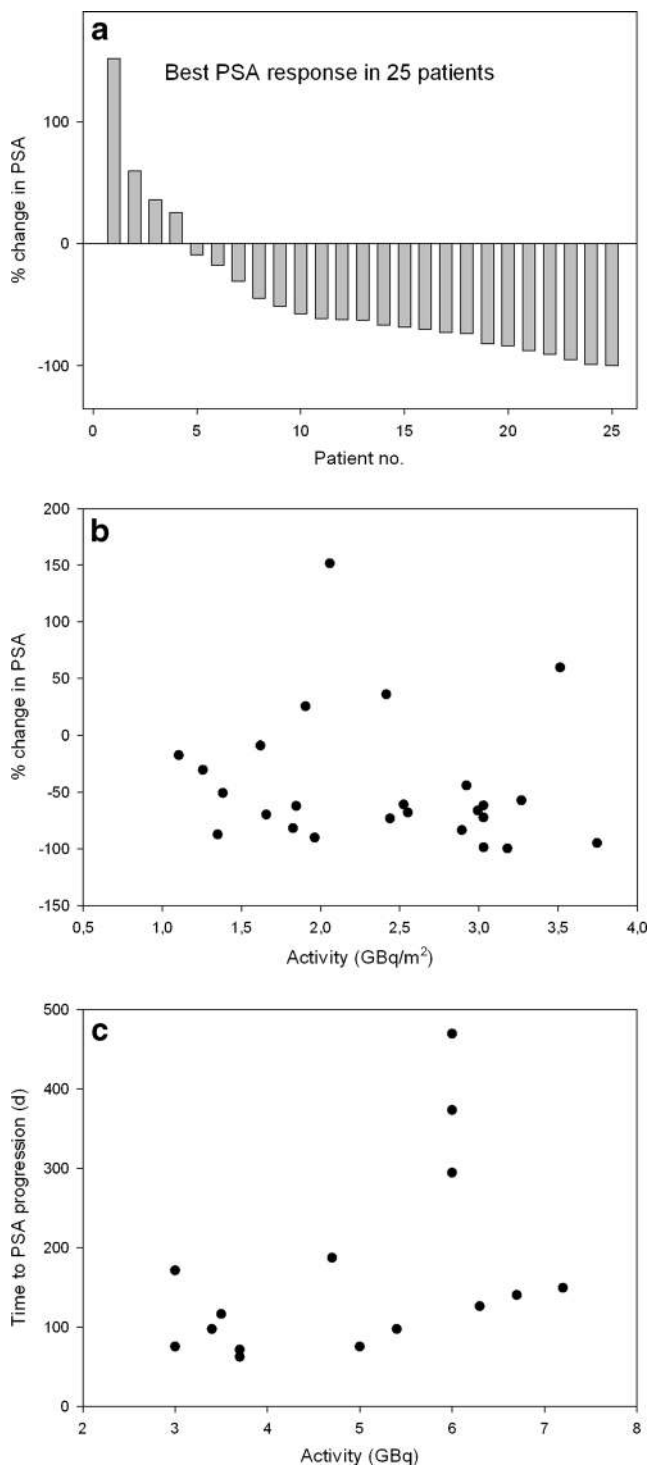 a
Best PSA response in 25 patients
% change in PSA
100
0
-100
0 5 10 15 20 25
Patient no.
b
% change in PSA
200
150
100
50
0
-50
-100
-150
0,5 1,0 1,5 2,0 2,5 3,0 3,5 4,0
Activity (GBq/m²)
c
Time to PSA progression (d)
500
400
300
200
100
0
2 3 4 5 6 7 8
Activity (GBq)